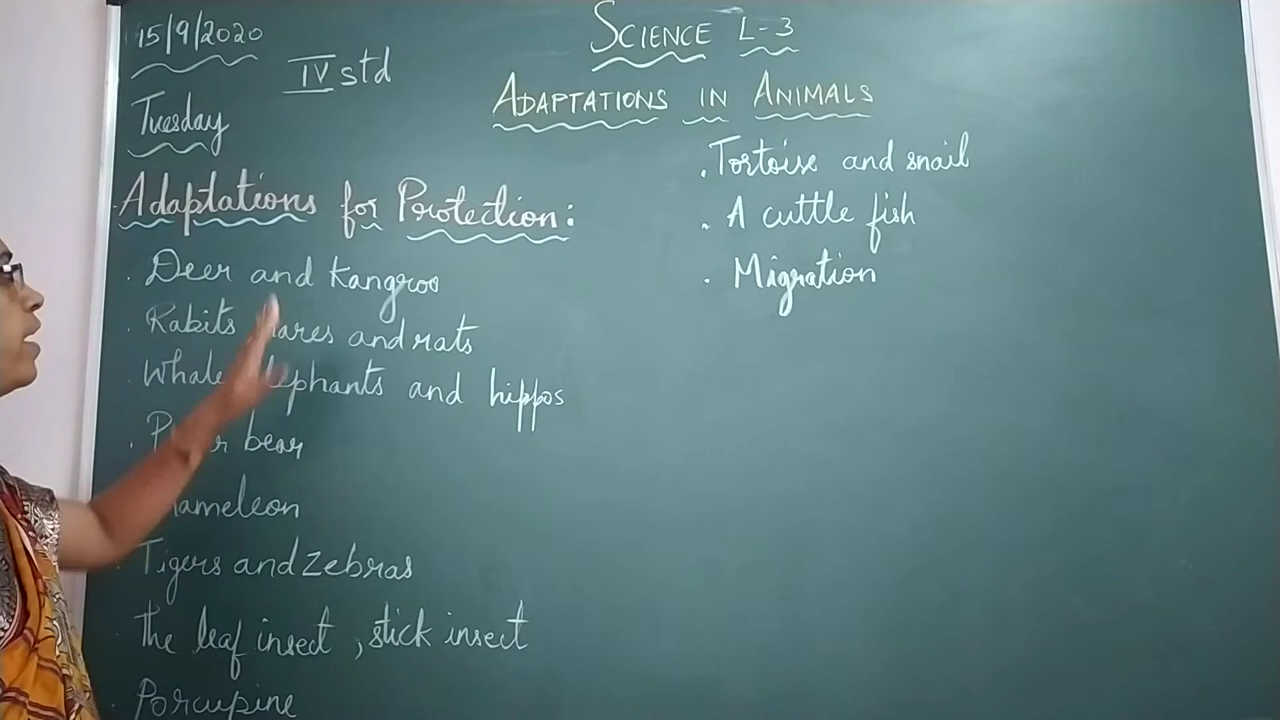 15/9/2020
IV std
Tuesday
SCIENCE L-3
ADAPTATIONS IN ANIMALS
Adaptations for Protection:
. Deer and kangroo
. Rabits hares and rats
. Whale elephants and hippos
. bear
hameleon
Tigers and zebras
The leaf insect, stick insect
Porcupine
. Tortoise and snail
. A cuttle fish
. Migration